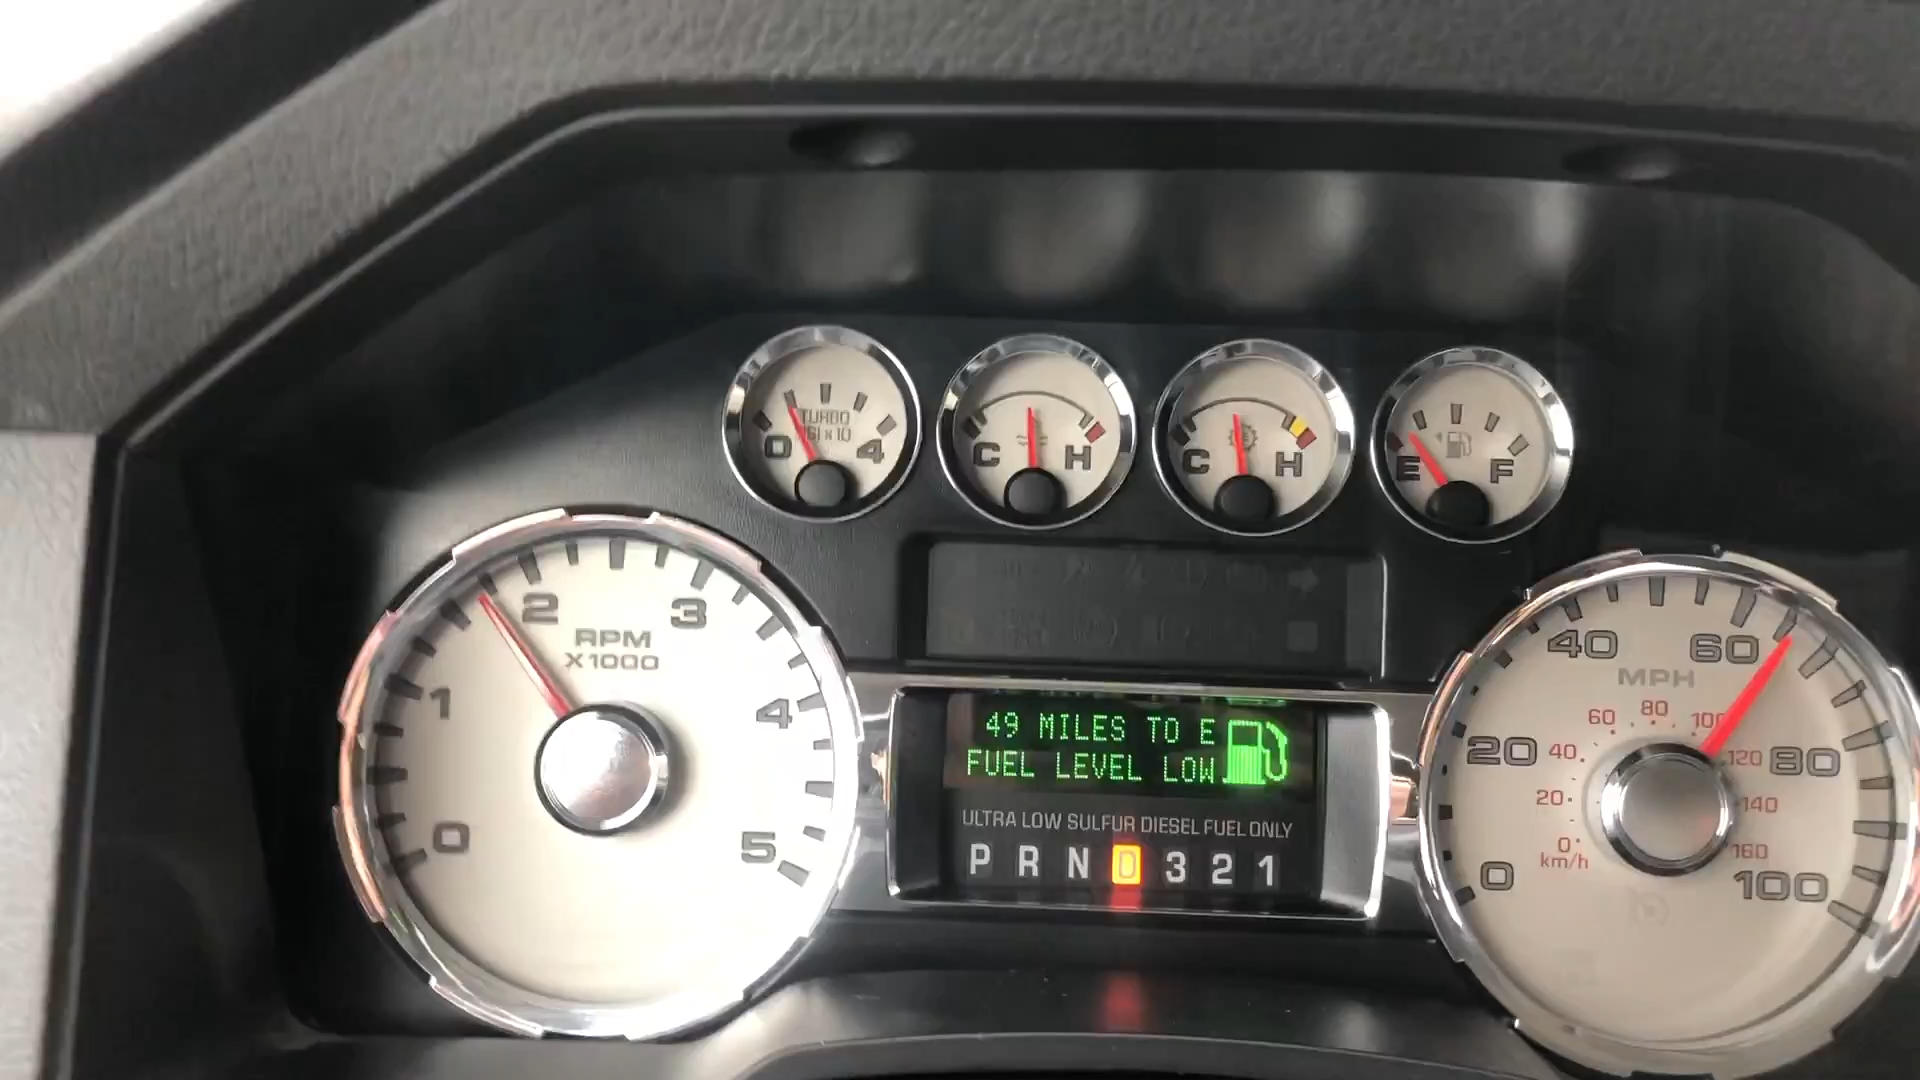 TURBO
PSI x 10
0 4
C H
C H
E F
0 1 2 3 4 5
RPM
X1000
49 MILES TO E
FUEL LEVEL LOW
ULTRA LOW SULFUR DIESEL FUEL ONLY
P R N D 3 2 1
0 20 40 60 80 100
MPH
0 20 40 60 80 100 120 140 160
km/h